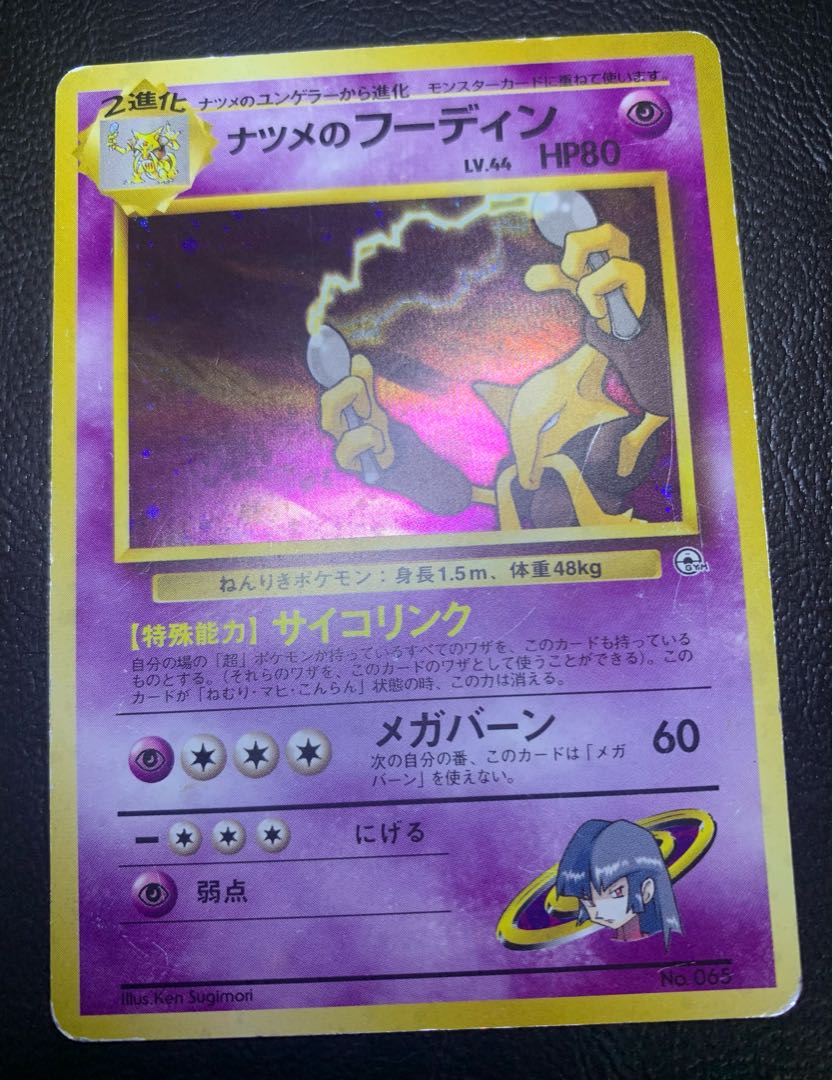 2進化
ナツメのユンゲラーから進化 モンスターカードに重ねて使います。
ナツメのフーディン
LV.44 HP80
ねんりきポケモン：身長1.5m、体重48kg
GYM
【特殊能力】サイコリンク
自分の場の「超」ポケモンが持っているすべてのワザを、このカードも持っている
ものとする。（それらのワザを、このカードのワザとして使うことができる）。この
カードが「ねむり・マヒ・こんらん」状態の時、この力は消える。
メガバーン 60
次の自分の番、このカードは「メガ
バーン」を使えない。
ー にげる
弱点
Illus.Ken Sugimori
No.065